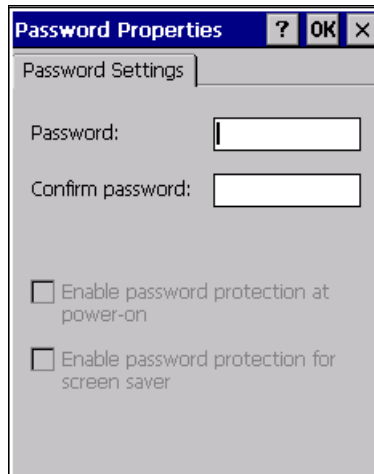 Password Properties ? OK ×
Password Settings
Password:
Confirm password:
Enable password protection at
power-on
Enable password protection for
screen saver